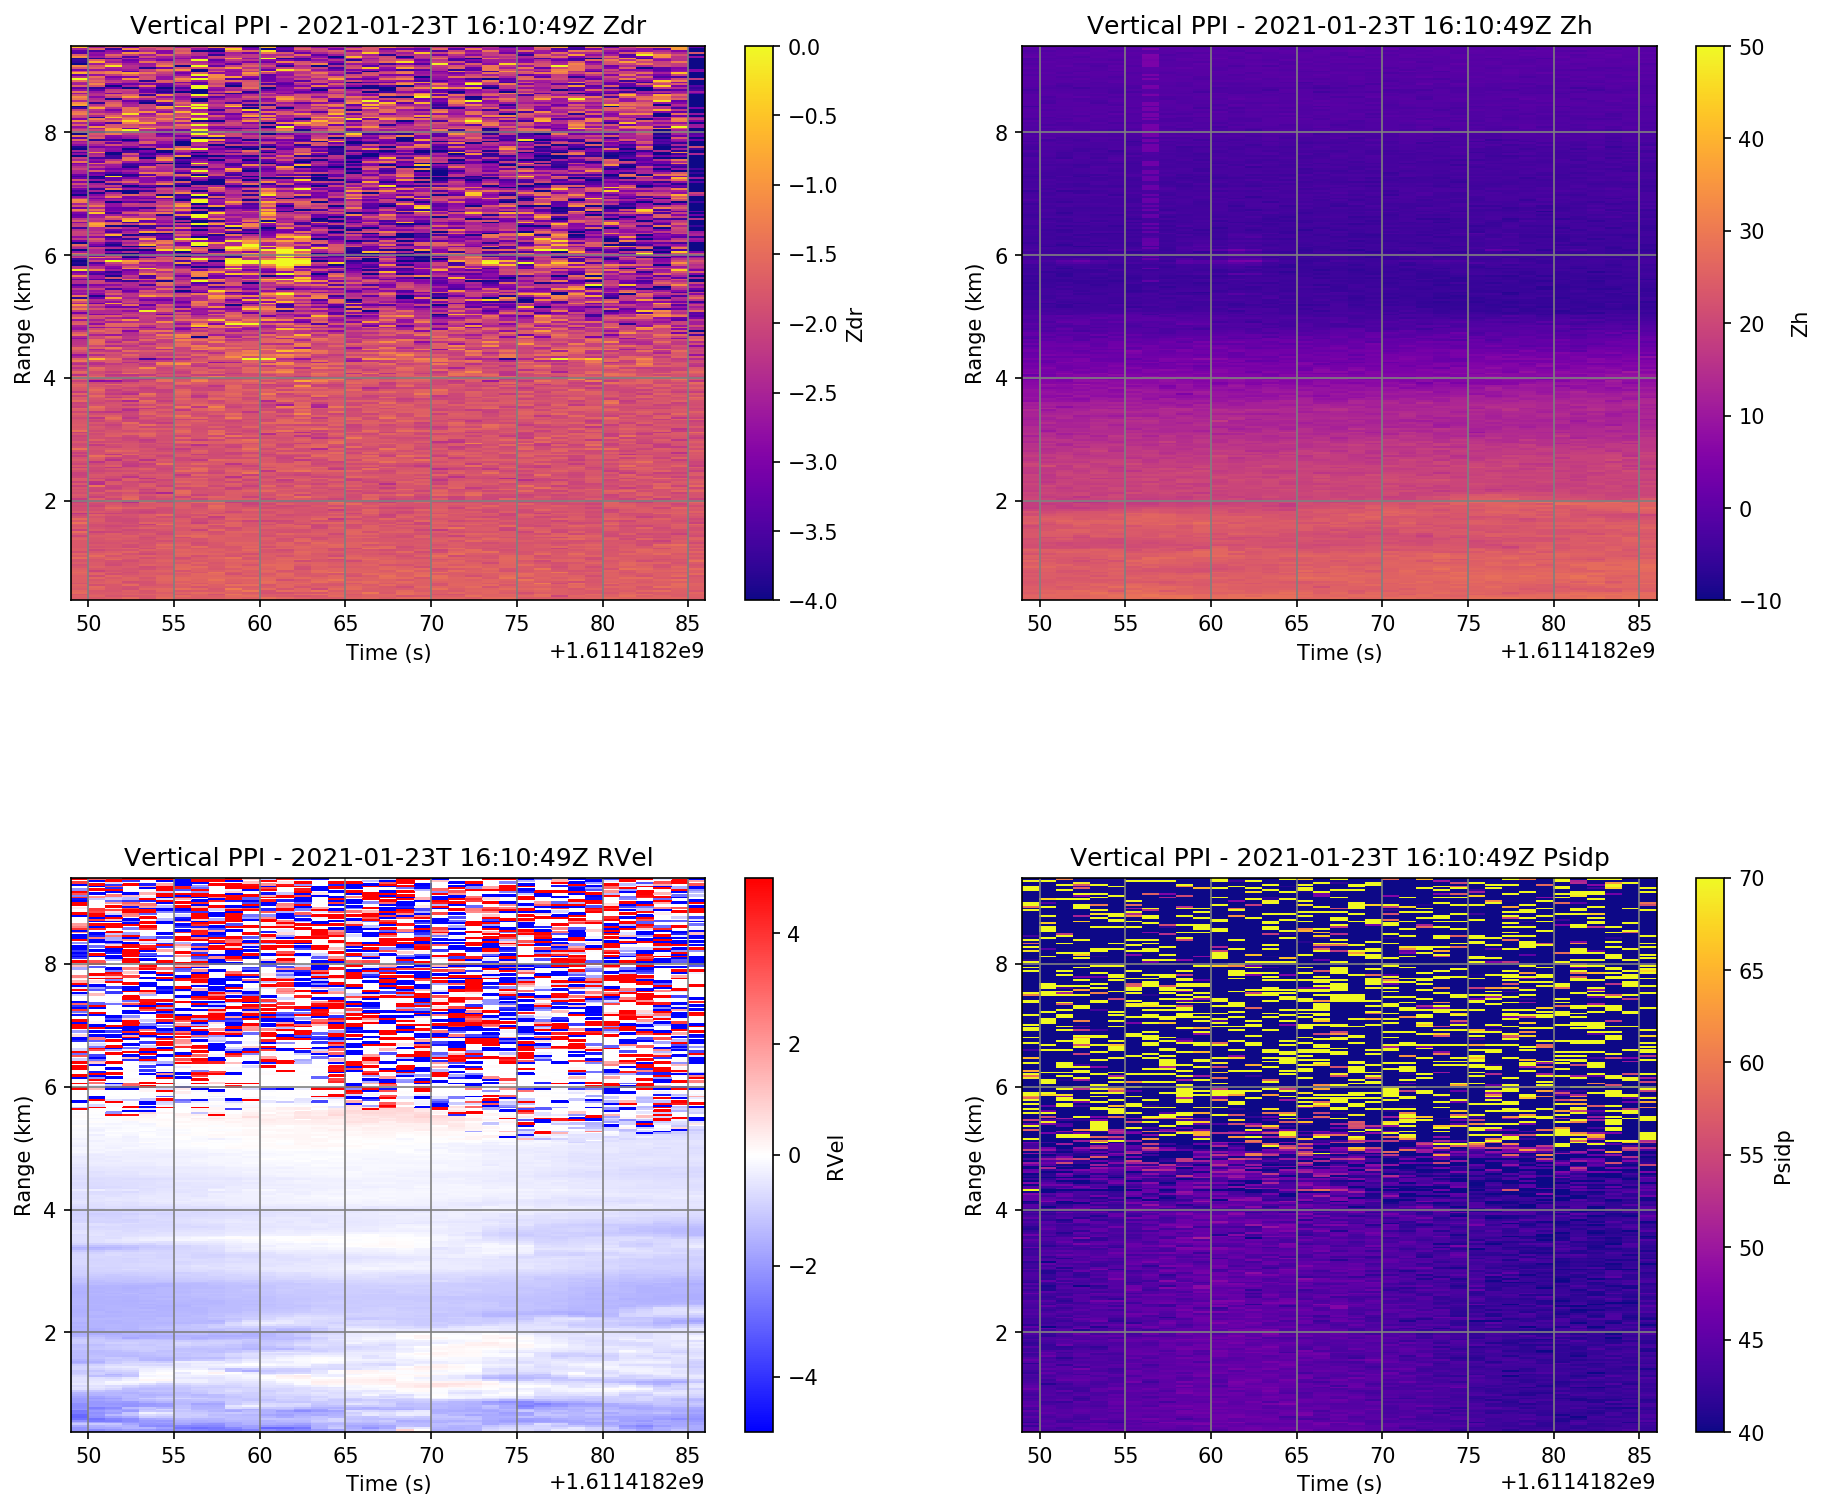 Vertical PPI - 2021-01-23T 16:10:49Z Zdr
Range (km)
8
6
4
2
50 55 60 65 70 75 80 85
Time (s)
+1.6114182e9
0.0
−0.5
−1.0
−1.5
−2.0
−2.5
−3.0
−3.5
−4.0
Zdr
Vertical PPI - 2021-01-23T 16:10:49Z Zh
Range (km)
8
6
4
2
50 55 60 65 70 75 80 85
Time (s)
+1.6114182e9
50
40
30
20
10
0
−10
Zh
Vertical PPI - 2021-01-23T 16:10:49Z RVel
Range (km)
8
6
4
2
50 55 60 65 70 75 80 85
Time (s)
+1.6114182e9
4
2
0
−2
−4
RVel
Vertical PPI - 2021-01-23T 16:10:49Z Psidp
Range (km)
8
6
4
2
50 55 60 65 70 75 80 85
Time (s)
+1.6114182e9
70
65
60
55
50
45
40
Psidp